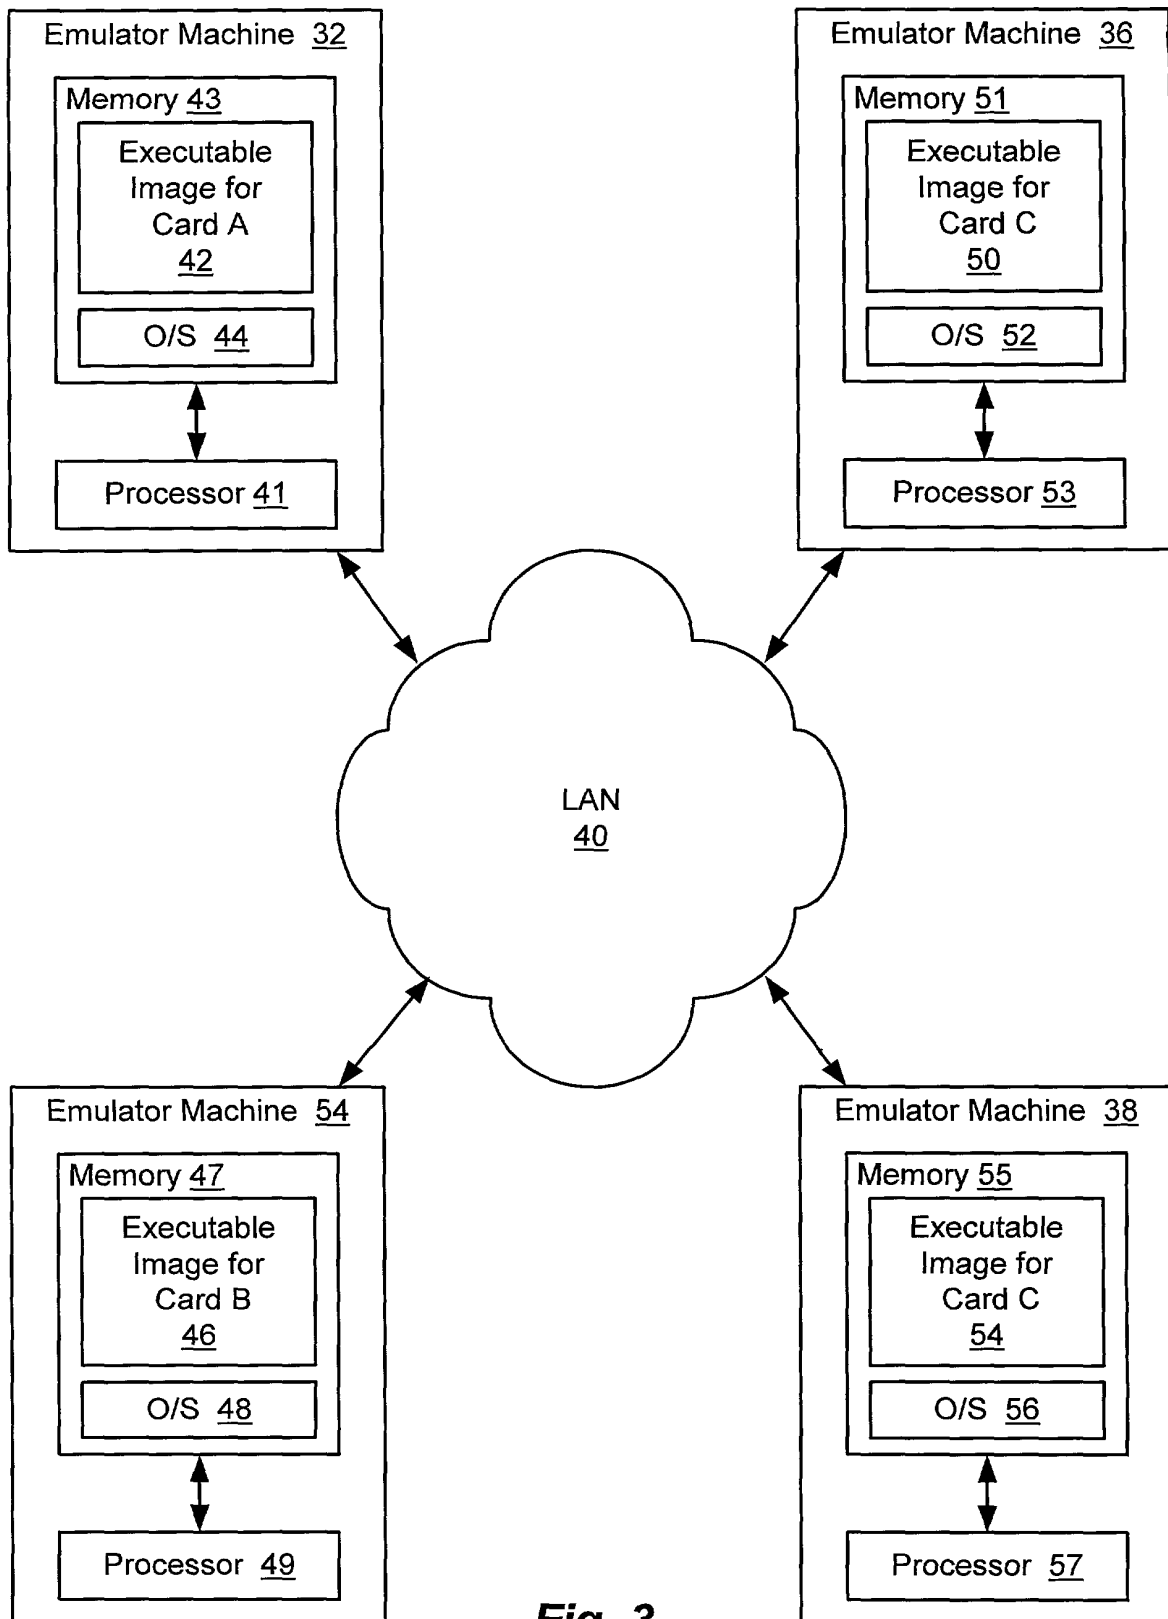 Emulator Machine 32
Memory 43
Executable
Image for
Card A
42
O/S 44
Processor 41
Emulator Machine 36
Memory 51
Executable
Image for
Card C
50
O/S 52
Processor 53
LAN
40
Emulator Machine 54
Memory 47
Executable
Image for
Card B
46
O/S 48
Processor 49
Emulator Machine 38
Memory 55
Executable
Image for
Card C
54
O/S 56
Processor 57
Fig. 3